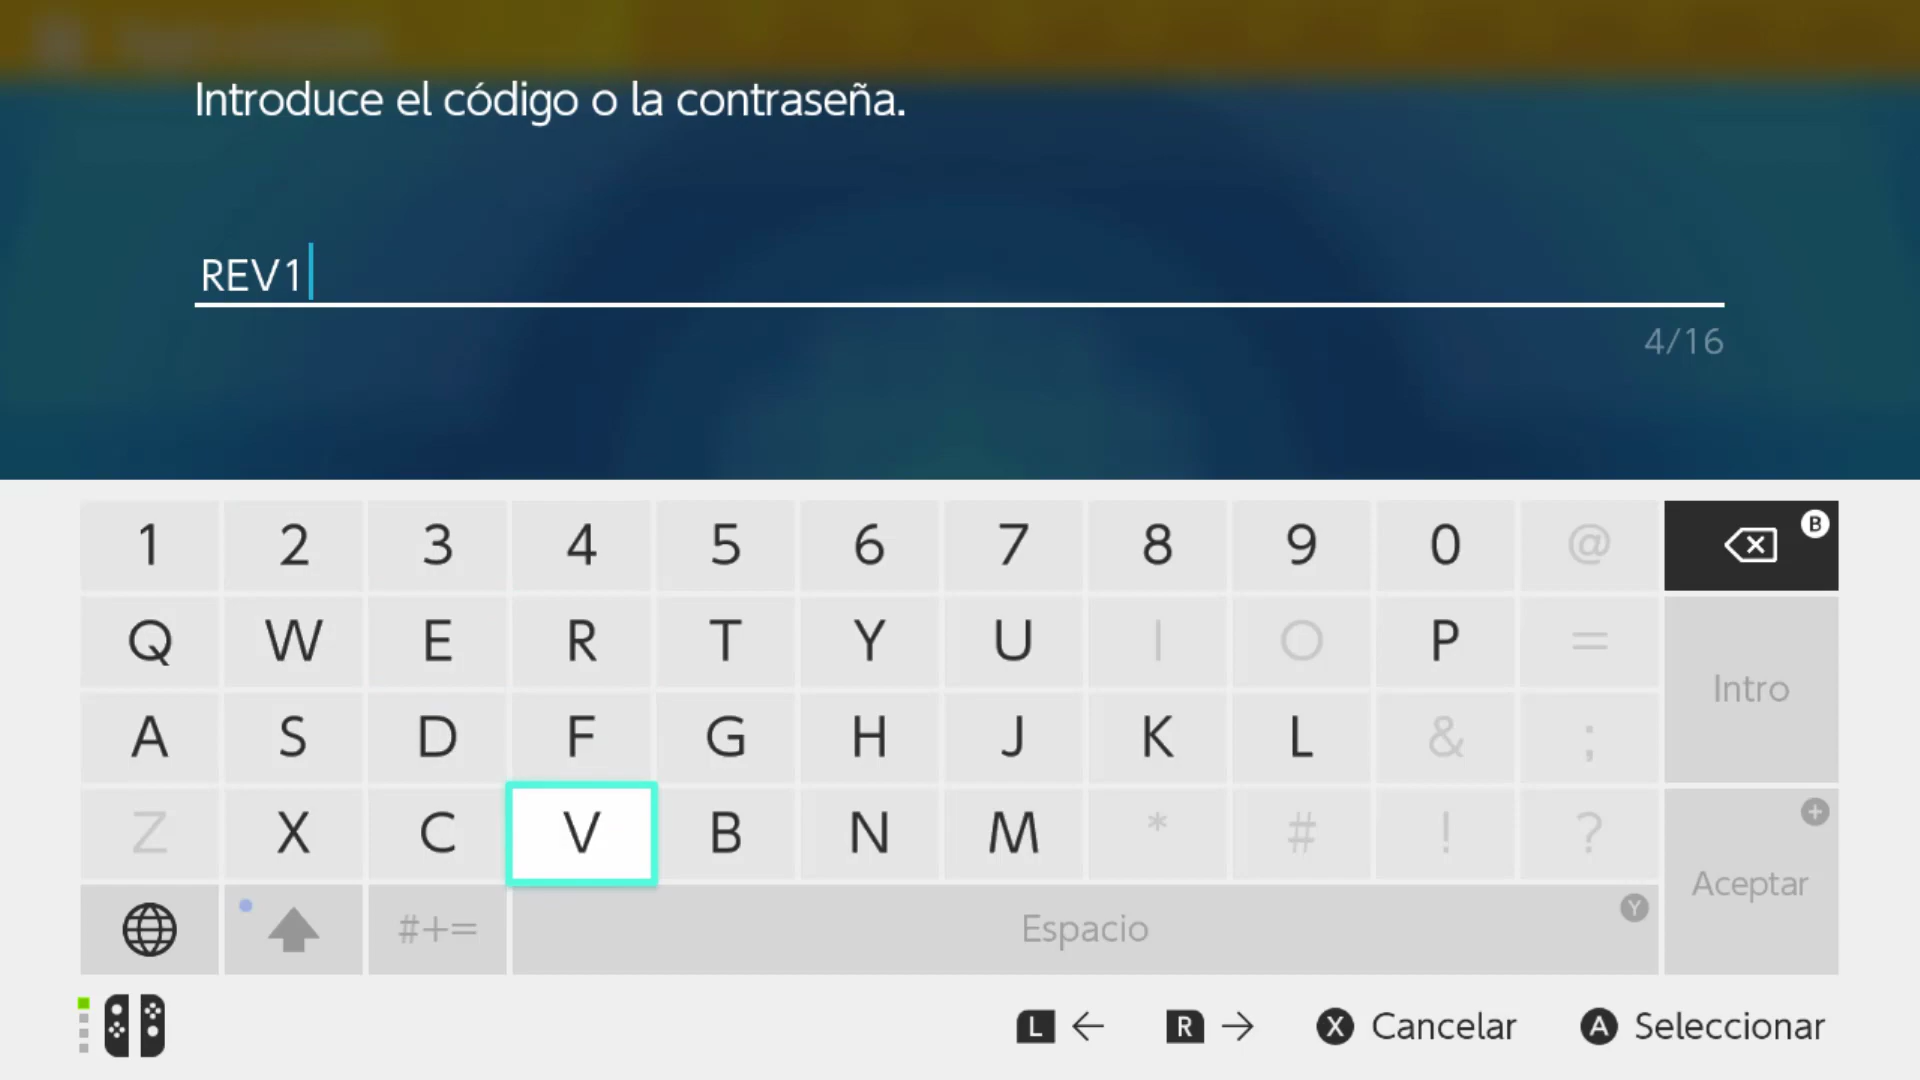 Introduce el código o la contraseña.
REV1
4/16
1 2 3 4 5 6 7 8 9 0 @ B
Q W E R T Y U I O P =
Intro
A S D F G H J K L & ;
Z X C V B N M * # ! ? +
Aceptar
#+= Espacio Y
L ← R → X Cancelar A Seleccionar